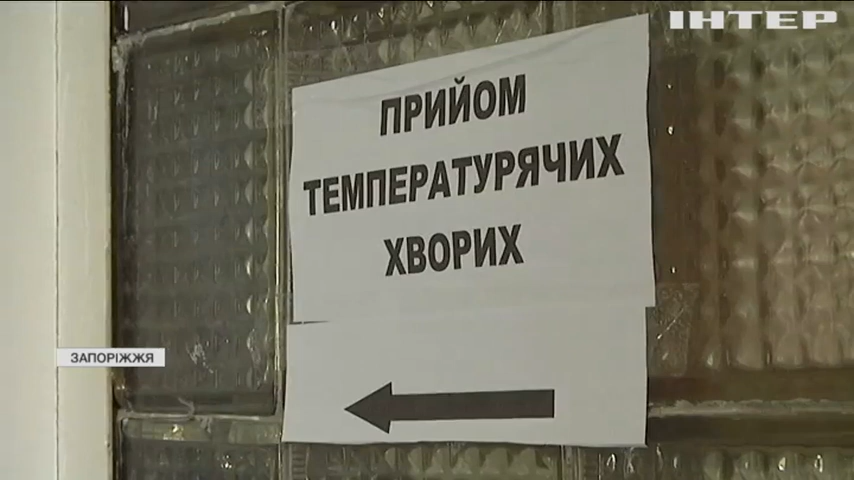 ІНТЕР
ПРИЙОМ
ТЕМПЕРАТУРЯЧИХ
ХВОРИХ
ЗАПОРІЖЖЯ